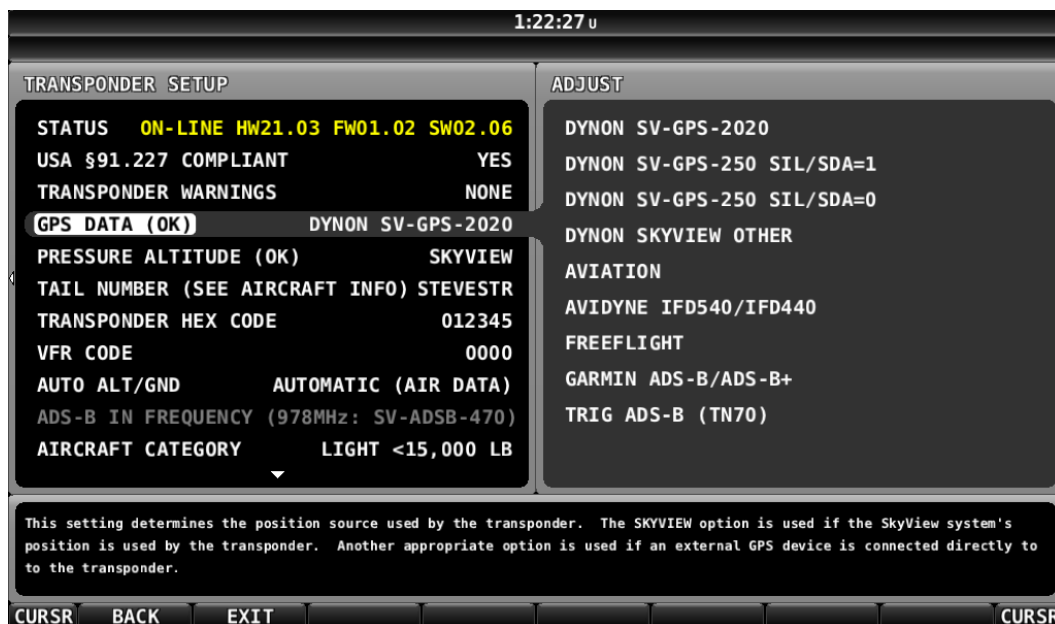 1:22:27 U
TRANSPONDER SETUP
STATUS ON-LINE HW21.03 FW01.02 SW02.06
USA §91.227 COMPLIANT YES
TRANSPONDER WARNINGS NONE
GPS DATA (OK) DYNON SV-GPS-2020
PRESSURE ALTITUDE (OK) SKYVIEW
TAIL NUMBER (SEE AIRCRAFT INFO) STEVESTR
TRANSPONDER HEX CODE 012345
VFR CODE 0000
AUTO ALT/GND AUTOMATIC (AIR DATA)
ADS-B IN FREQUENCY (978MHz: SV-ADSB-470)
AIRCRAFT CATEGORY LIGHT <15,000 LB
ADJUST
DYNON SV-GPS-2020
DYNON SV-GPS-250 SIL/SDA=1
DYNON SV-GPS-250 SIL/SDA=0
DYNON SKYVIEW OTHER
AVIATION
AVIDYNE IFD540/IFD440
FREEFLIGHT
GARMIN ADS-B/ADS-B+
TRIG ADS-B (TN70)
This setting determines the position source used by the transponder. The SKYVIEW option is used if the SkyView system's
position is used by the transponder. Another appropriate option is used if an external GPS device is connected directly to
to the transponder.
CURSR BACK EXIT CURSR